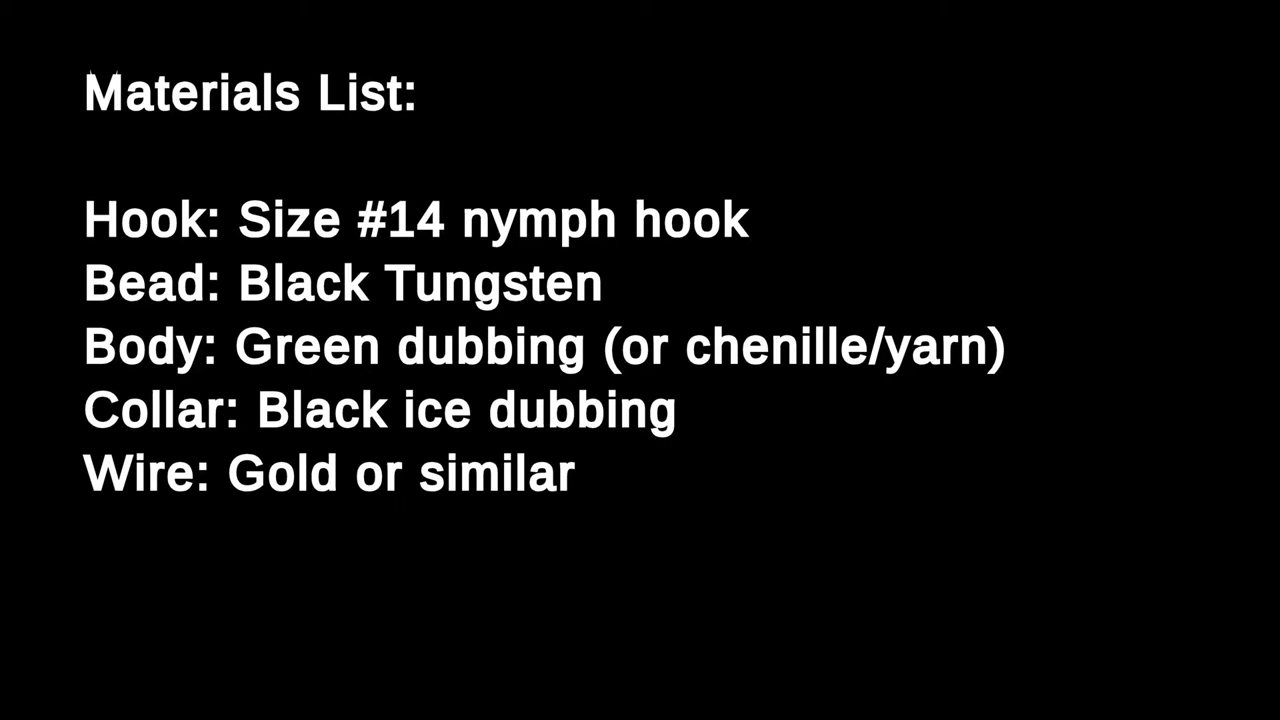 Materials List:
Hook: Size #14 nymph hook
Bead: Black Tungsten
Body: Green dubbing (or chenille/yarn)
Collar: Black ice dubbing
Wire: Gold or similar